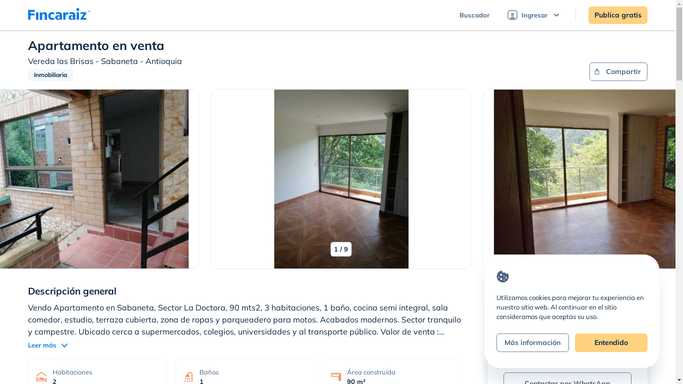 Fincaraíz
Buscador
Ingresar
Publica gratis
Apartamento en venta
Vereda las Brisas - Sabaneta - Antioquia
Inmobiliaria
Compartir
1 / 9
Descripción general
Vendo Apartamento en Sabaneta, Sector La Doctora, 90 mts2, 3 habitaciones, 1 baño, cocina semi integral, sala
comedor, estudio, terraza cubierta, zona de ropas y parqueadero para motos. Acabados modernos. Sector tranquilo
y campestre. Ubicado cerca a supermercados, colegios, universidades y al transporte público. Valor de venta :...
Leer más
Habitaciones
2
Baños
1
Área construida
90 m²
Utilizamos cookies para mejorar tu experiencia en
nuestro sitio web. Al continuar en el sitio
consideramos que aceptas su uso.
Más información
Entendido
Contactar por WhatsApp